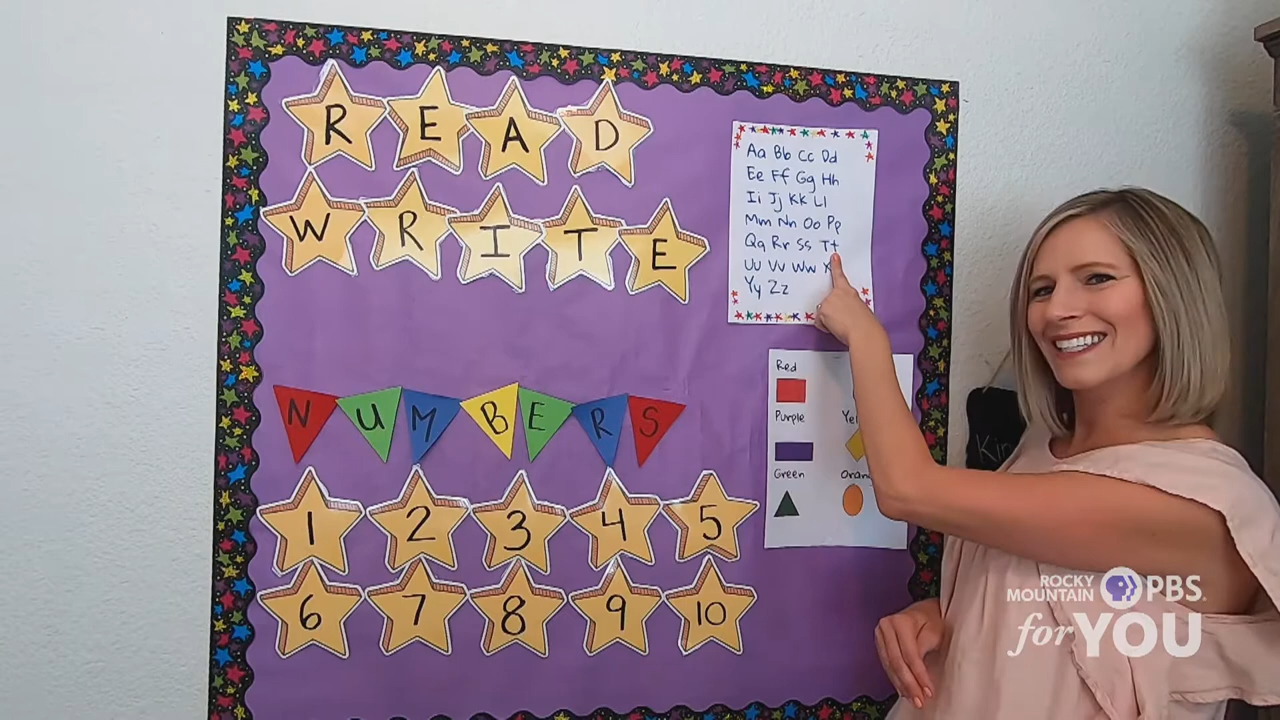 READ
WRITE
Aa Bb Cc Dd
Ee Ff Gg Hh
Ii Jj Kk Ll
Mm Nn Oo Pp
Qq Rr Ss Tt
Uu Vv Ww X
Yy Zz
NUMBERS
1 2 3 4 5
6 7 8 9 10
Red
Purple
Green
ROCKY MOUNTAIN PBS
for YOU